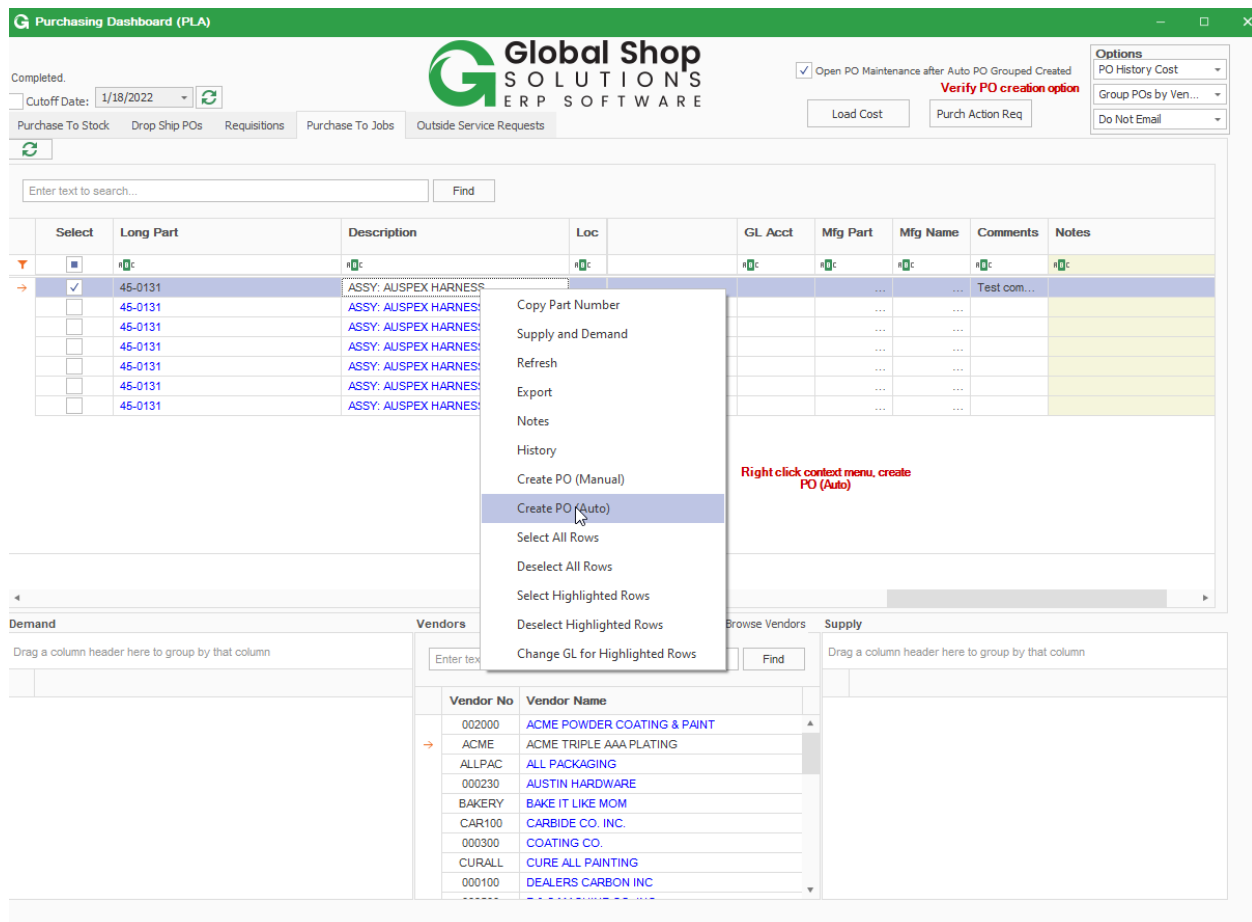 Purchasing Dashboard (PLA)
Global Shop
SOLUTIONS
ERP SOFTWARE
Completed.
Cutoff Date: 1/18/2022
Open PO Maintenance after Auto PO Grouped Created
Verify PO creation option
Load Cost Purch Action Req
Options
PO History Cost
Group POs by Ven...
Do Not Email
Purchase To Stock Drop Ship POs Requisitions Purchase To Jobs Outside Service Requests
Enter text to search... Find
Select Long Part Description Loc GL Acct Mfg Part Mfg Name Comments Notes
45-0131 ASSY: AUSPEX HARNESS ... ... Test com...
45-0131 ASSY: AUSPEX HARNESS ... ...
45-0131 ASSY: AUSPEX HARNESS ... ...
45-0131 ASSY: AUSPEX HARNESS ... ...
45-0131 ASSY: AUSPEX HARNESS ... ...
45-0131 ASSY: AUSPEX HARNESS ... ...
45-0131 ASSY: AUSPEX HARNESS ... ...
Copy Part Number
Supply and Demand
Refresh
Export
Notes
History
Create PO (Manual)
Create PO (Auto)
Select All Rows
Deselect All Rows
Select Highlighted Rows
Deselect Highlighted Rows
Change GL for Highlighted Rows
Right click context menu, create
PO (Auto)
Demand
Drag a column header here to group by that column
Vendors Browse Vendors
Enter tex Find
Vendor No Vendor Name
002000 ACME POWDER COATING & PAINT
ACME ACME TRIPLE AAA PLATING
ALLPAC ALL PACKAGING
000230 AUSTIN HARDWARE
BAKERY BAKE IT LIKE MOM
CAR100 CARBIDE CO. INC.
000300 COATING CO.
CURALL CURE ALL PAINTING
000100 DEALERS CARBON INC
Supply
Drag a column header here to group by that column